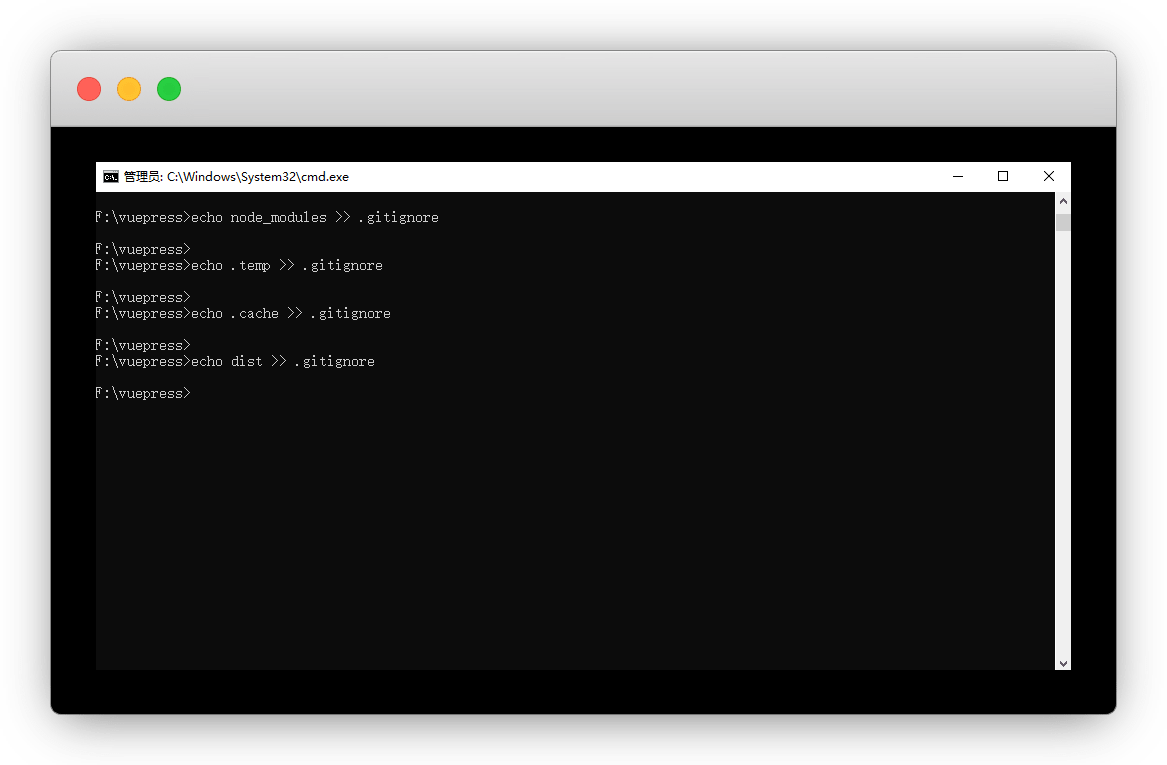 管理员: C:\Windows\System32\cmd.exe
F:\vuepress>echo node_modules >> .gitignore
F:\vuepress>
F:\vuepress>echo .temp >> .gitignore
F:\vuepress>
F:\vuepress>echo .cache >> .gitignore
F:\vuepress>
F:\vuepress>echo dist >> .gitignore
F:\vuepress>